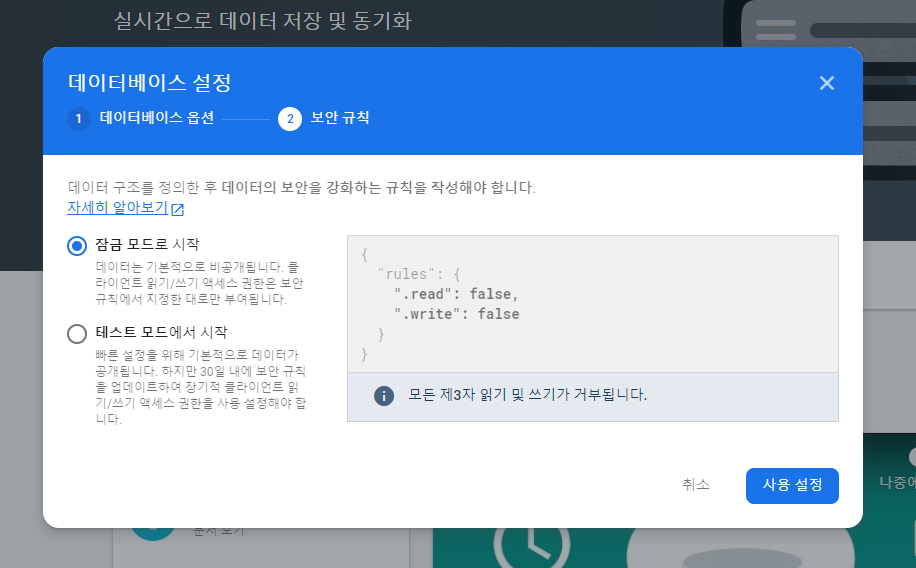 실시간으로 데이터 저장 및 동기화
데이터베이스 설정
1 데이터베이스 옵션
2 보안 규칙
데이터 구조를 정의한 후 데이터의 보안을 강화하는 규칙을 작성해야 합니다.
자세히 알아보기
잠금 모드로 시작
데이터는 기본적으로 비공개됩니다. 클
라이언트 읽기/쓰기 액세스 권한은 보안
규칙에서 지정한 대로만 부여됩니다.
테스트 모드에서 시작
빠른 설정을 위해 기본적으로 데이터가
공개됩니다. 하지만 30일 내에 보안 규칙
을 업데이트하여 장기적 클라이언트 읽
기/쓰기 액세스 권한을 사용 설정해야 합
니다.
{
"rules": {
".read": false,
".write": false
}
}
모든 제3자 읽기 및 쓰기가 거부됩니다.
취소
사용 설정
나중에
문서 보기